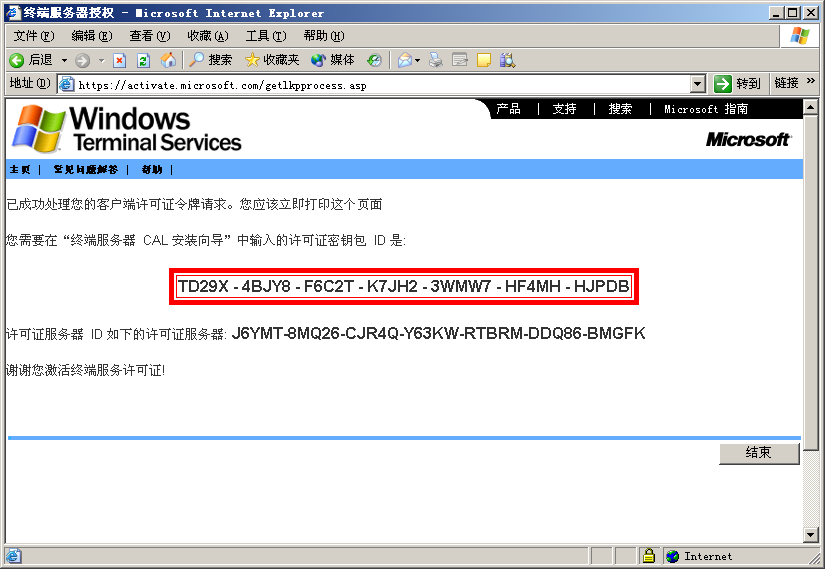 终端服务器授权 - Microsoft Internet Explorer
文件(F) 编辑(E) 查看(V) 收藏(A) 工具(T) 帮助(H)
后退 搜索 收藏夹 媒体
地址(D) https://activate.microsoft.com/getlkpprocess.asp 转到 链接 »
产品 | 支持 | 搜索 | Microsoft 指南
Windows
Terminal Services
Microsoft
主页 | 常见问题解答 | 帮助 |
已成功处理您的客户端许可证令牌请求。您应该立即打印这个页面
您需要在“终端服务器 CAL 安装向导”中输入的许可证密钥包 ID 是:
TD29X - 4BJY8 - F6C2T - K7JH2 - 3WMW7 - HF4MH - HJPDB
许可证服务器 ID 如下的许可证服务器: J6YMT-8MQ26-CJR4Q-Y63KW-RTBRM-DDQ86-BMGFK
谢谢您激活终端服务许可证!
结束
Internet